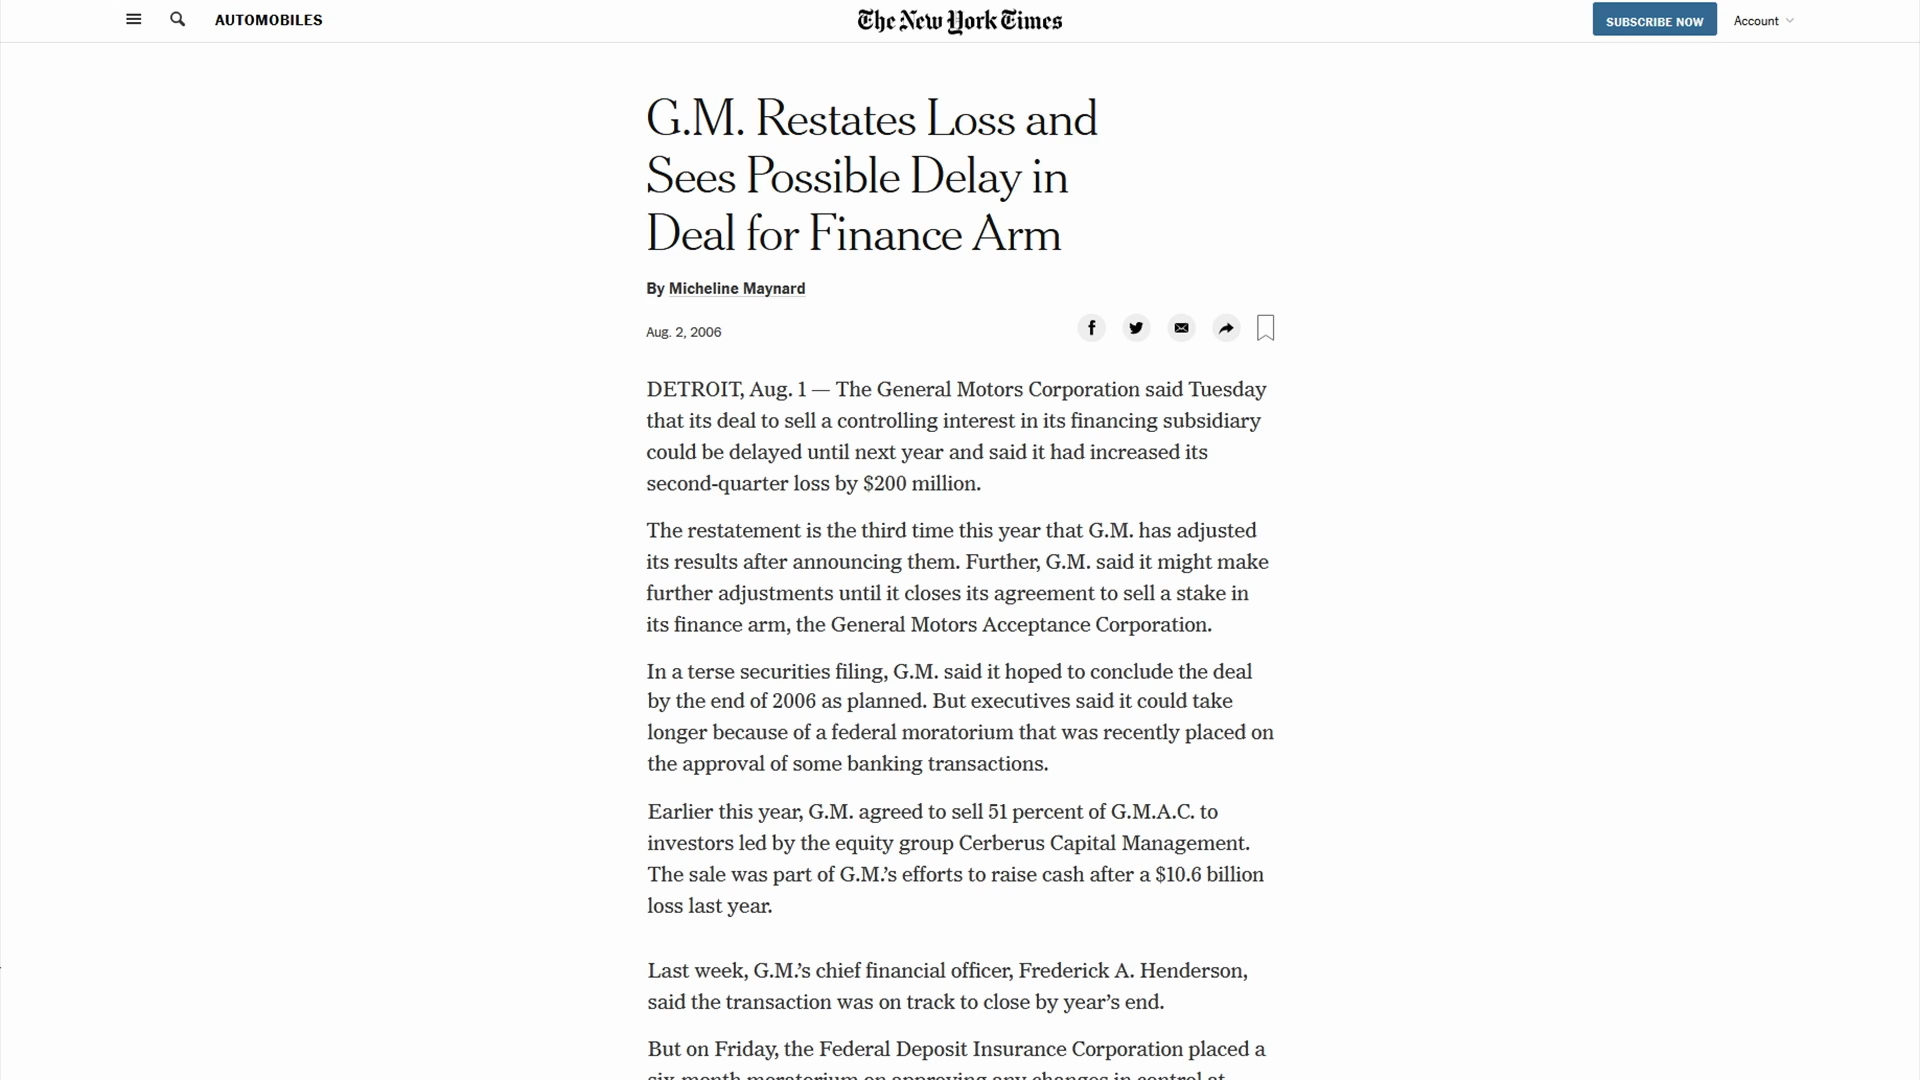 AUTOMOBILES
The New York Times
SUBSCRIBE NOW
Account
G.M. Restates Loss and
Sees Possible Delay in
Deal for Finance Arm
By Micheline Maynard
Aug. 2, 2006
DETROIT, Aug. 1 — The General Motors Corporation said Tuesday
that its deal to sell a controlling interest in its financing subsidiary
could be delayed until next year and said it had increased its
second-quarter loss by $200 million.
The restatement is the third time this year that G.M. has adjusted
its results after announcing them. Further, G.M. said it might make
further adjustments until it closes its agreement to sell a stake in
its finance arm, the General Motors Acceptance Corporation.
In a terse securities filing, G.M. said it hoped to conclude the deal
by the end of 2006 as planned. But executives said it could take
longer because of a federal moratorium that was recently placed on
the approval of some banking transactions.
Earlier this year, G.M. agreed to sell 51 percent of G.M.A.C. to
investors led by the equity group Cerberus Capital Management.
The sale was part of G.M.’s efforts to raise cash after a $10.6 billion
loss last year.
Last week, G.M.’s chief financial officer, Frederick A. Henderson,
said the transaction was on track to close by year’s end.
But on Friday, the Federal Deposit Insurance Corporation placed a
six-month moratorium on approving any changes in control at